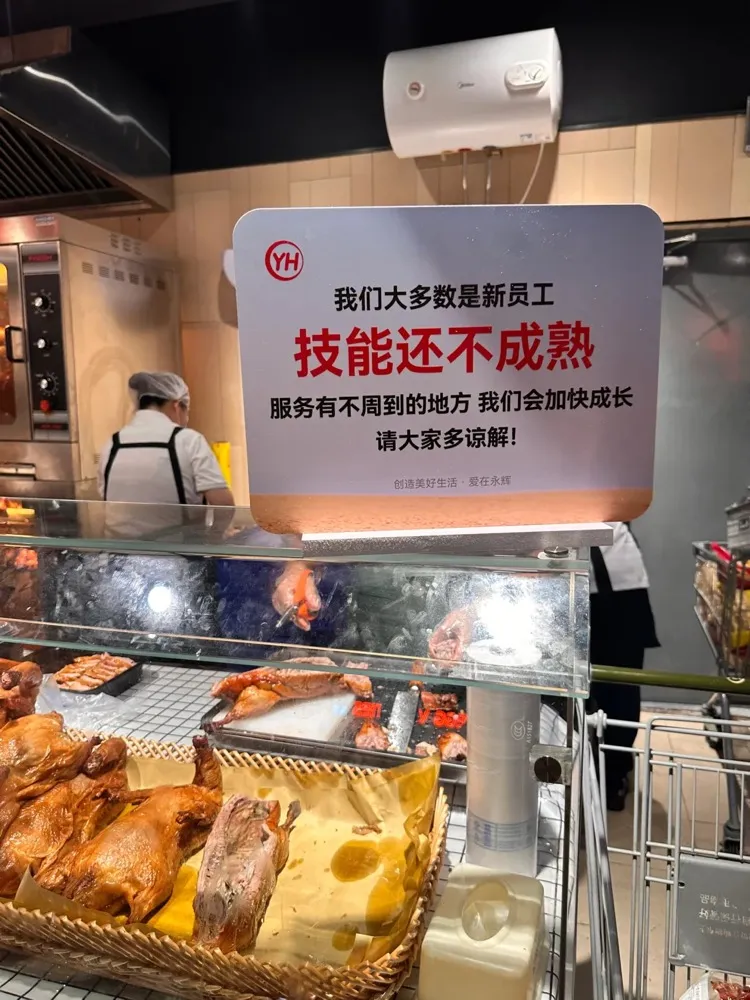 Midea
YH
我们大多数是新员工
技能还不成熟
服务有不周到的地方 我们会加快成长
请大家多谅解！
创造美好生活·爱在永辉